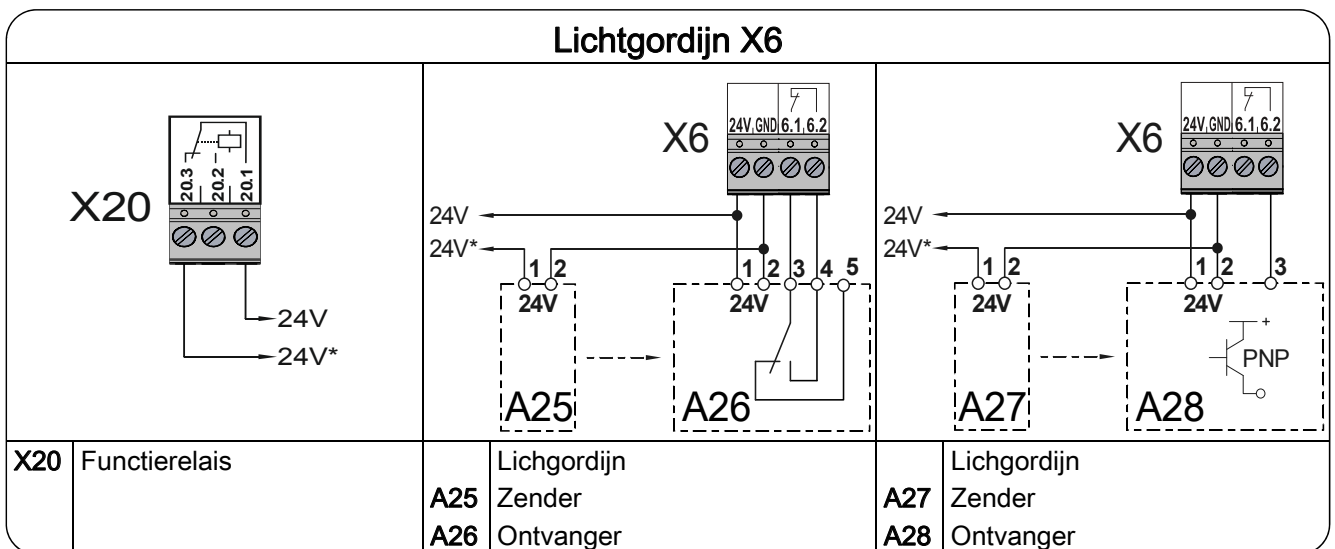 Lichtgordijn X6
X20
20.3 20.2 20.1
24V
24V*
X6
24V GND 6.1 6.2
24V
24V*
1 2
24V
1 2 3 4 5
24V
A25
A26
X6
24V GND 6.1 6.2
24V
24V*
1 2
24V
1 2 3
24V
+
PNP
A27
A28
X20 Functierelais
Lichgordijn
A25 Zender
A26 Ontvanger
Lichgordijn
A27 Zender
A28 Ontvanger